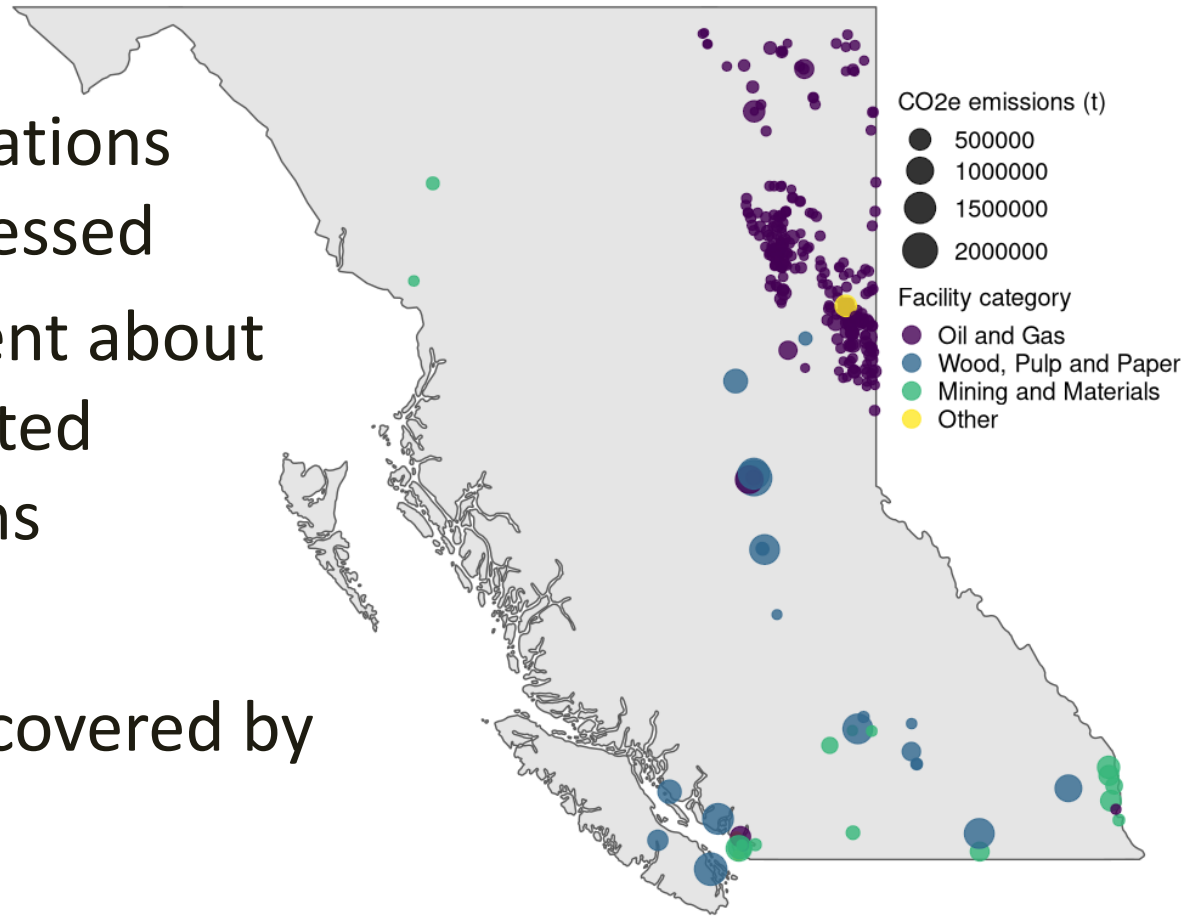 ations
essed
ent about
ted
ns
covered by
CO2e emissions (t)
500000
1000000
1500000
2000000
Facility category
Oil and Gas
Wood, Pulp and Paper
Mining and Materials
Other